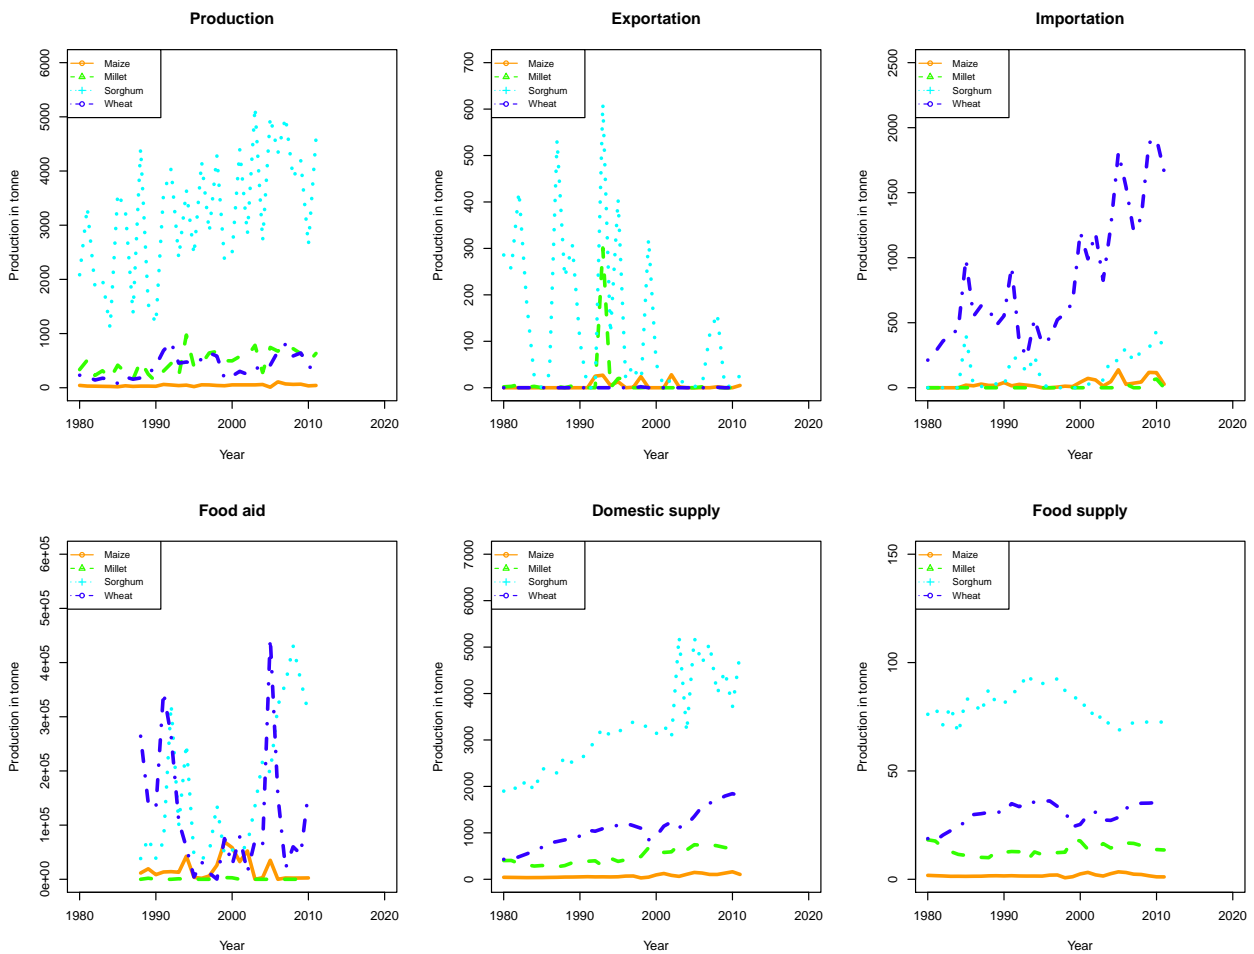 Production
Production in tonne
6000
5000
4000
3000
2000
1000
0
Maize
Millet
Sorghum
Wheat
1980 1990 2000 2010 2020
Year
Exportation
Production in tonne
700
600
500
400
300
200
100
0
Maize
Millet
Sorghum
Wheat
1980 1990 2000 2010 2020
Year
Importation
Production in tonne
2500
2000
1500
1000
500
0
Maize
Millet
Sorghum
Wheat
1980 1990 2000 2010 2020
Year
Food aid
Production in tonne
6e+05
5e+05
4e+05
3e+05
2e+05
1e+05
0e+00
Maize
Millet
Sorghum
Wheat
1980 1990 2000 2010 2020
Year
Domestic supply
Production in tonne
7000
6000
5000
4000
3000
2000
1000
0
Maize
Millet
Sorghum
Wheat
1980 1990 2000 2010 2020
Year
Food supply
Production in tonne
150
100
50
0
Maize
Millet
Sorghum
Wheat
1980 1990 2000 2010 2020
Year